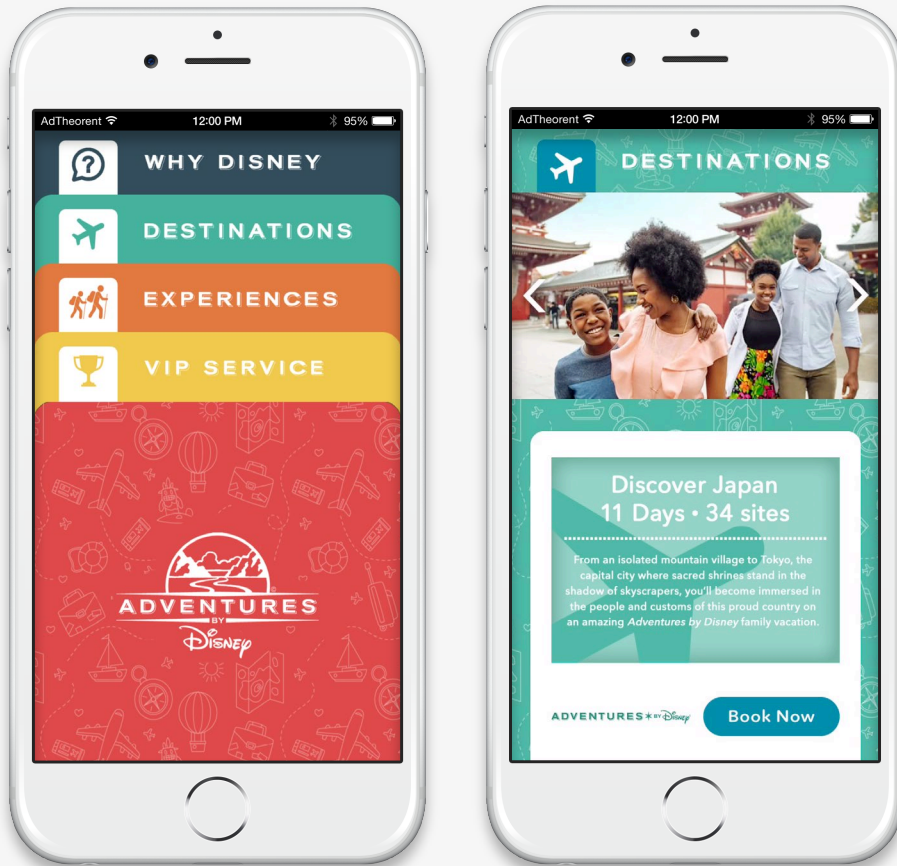 AdTheorent 12:00 PM 95%
WHY DISNEY
DESTINATIONS
EXPERIENCES
VIP SERVICE
ADVENTURES
BY
Disney
AdTheorent 12:00 PM 95%
DESTINATIONS
Discover Japan
11 Days • 34 sites
From an isolated mountain village to Tokyo, the
capital city where sacred shrines stand in the
shadow of skyscrapers, you'll become immersed in
the people and customs of this proud country on
an amazing Adventures by Disney family vacation.
ADVENTURES BY Disney
Book Now